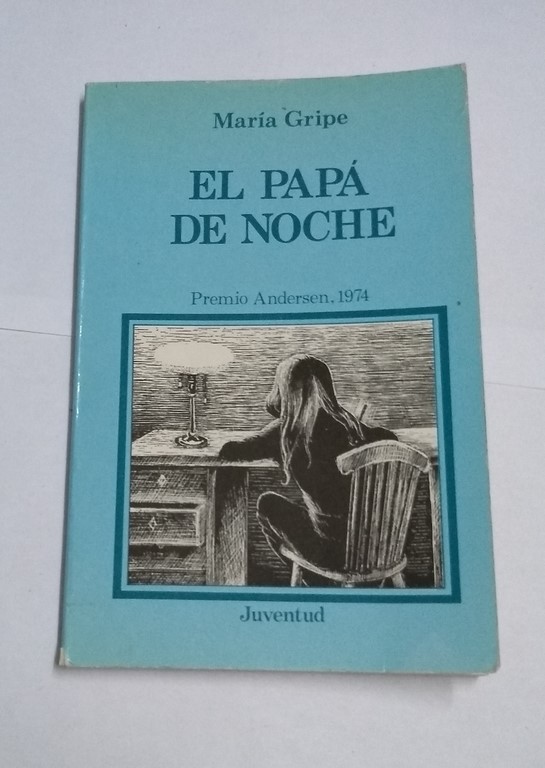 María Gripe
EL PAPÁ
DE NOCHE
Premio Andersen, 1974
Juventud